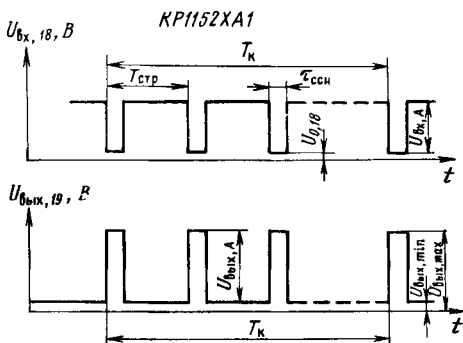 КР1152ХА1
Uвх,18, В
Tк
Tстр
τссн
U0,18
Uвх,А
t
Uвых,19, В
Uвых,А
Uвых,min
Uвых,max
t
Tк